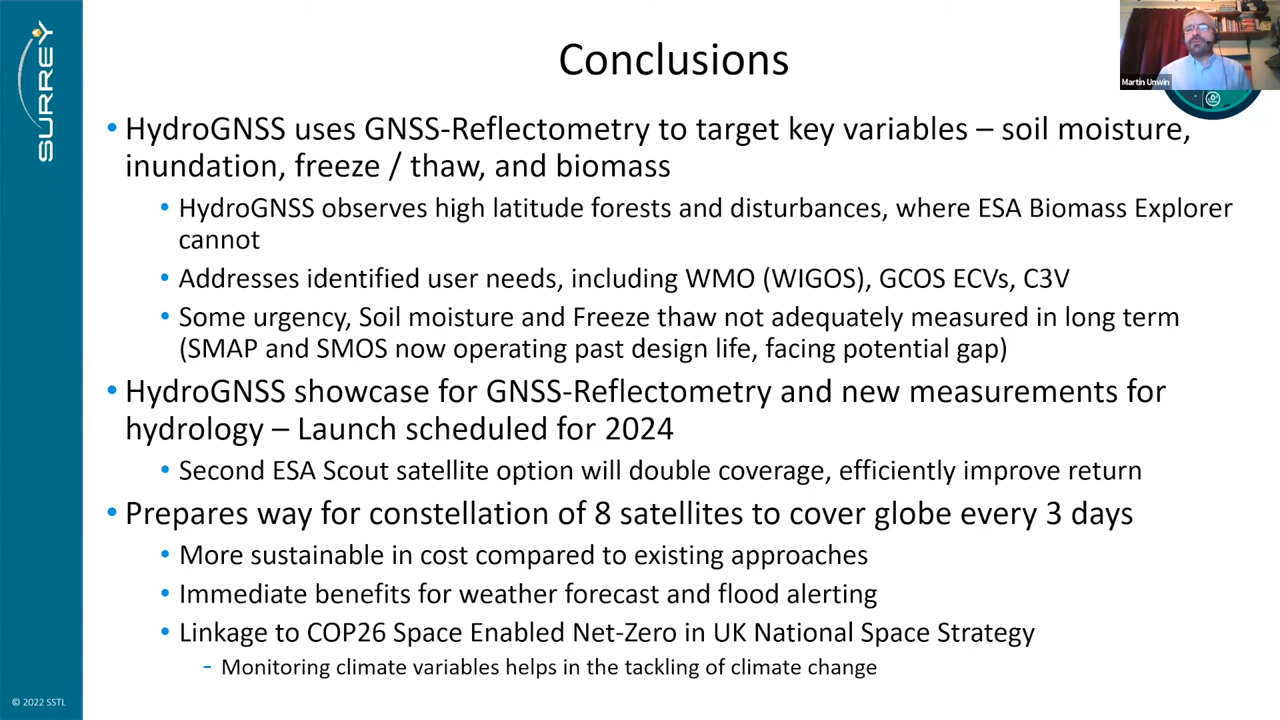 SURREY
Conclusions
Martin Unwin
• HydroGNSS uses GNSS-Reflectometry to target key variables – soil moisture,
inundation, freeze / thaw, and biomass
• HydroGNSS observes high latitude forests and disturbances, where ESA Biomass Explorer
cannot
• Addresses identified user needs, including WMO (WIGOS), GCOS ECVs, C3V
• Some urgency, Soil moisture and Freeze thaw not adequately measured in long term
(SMAP and SMOS now operating past design life, facing potential gap)
• HydroGNSS showcase for GNSS-Reflectometry and new measurements for
hydrology – Launch scheduled for 2024
• Second ESA Scout satellite option will double coverage, efficiently improve return
• Prepares way for constellation of 8 satellites to cover globe every 3 days
• More sustainable in cost compared to existing approaches
• Immediate benefits for weather forecast and flood alerting
• Linkage to COP26 Space Enabled Net-Zero in UK National Space Strategy
- Monitoring climate variables helps in the tackling of climate change
© 2022 SSTL